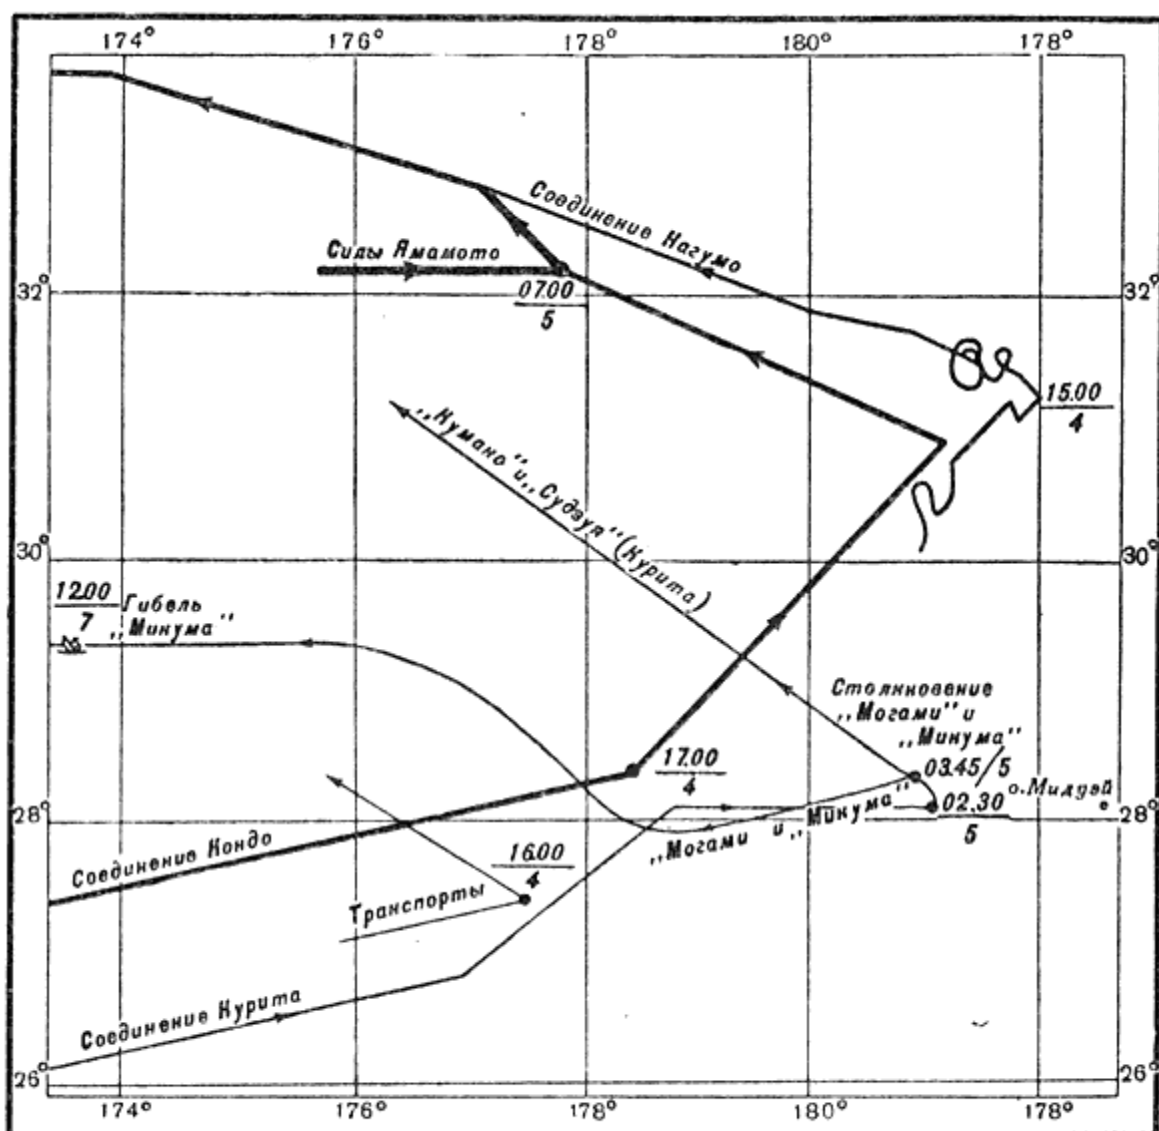 174° 176° 178° 180° 178°
Соединение Нагумо
Силы Ямамото
07.00
5
32° 32°
15.00
4
„Кумано" и „Судзуя" (Курита)
30° 30°
12.00
7
Гибель
„Микума"
Столкновение
„Могами" и
„Микума"
03.45/5
17.00
4
о. Мидуэй
02.30
5
28° 28°
„Могами и „Микума"
Соединение Кондо
16.00
4
Транспорты
Соединение Курита
26° 26°
174° 176° 178° 180° 178°